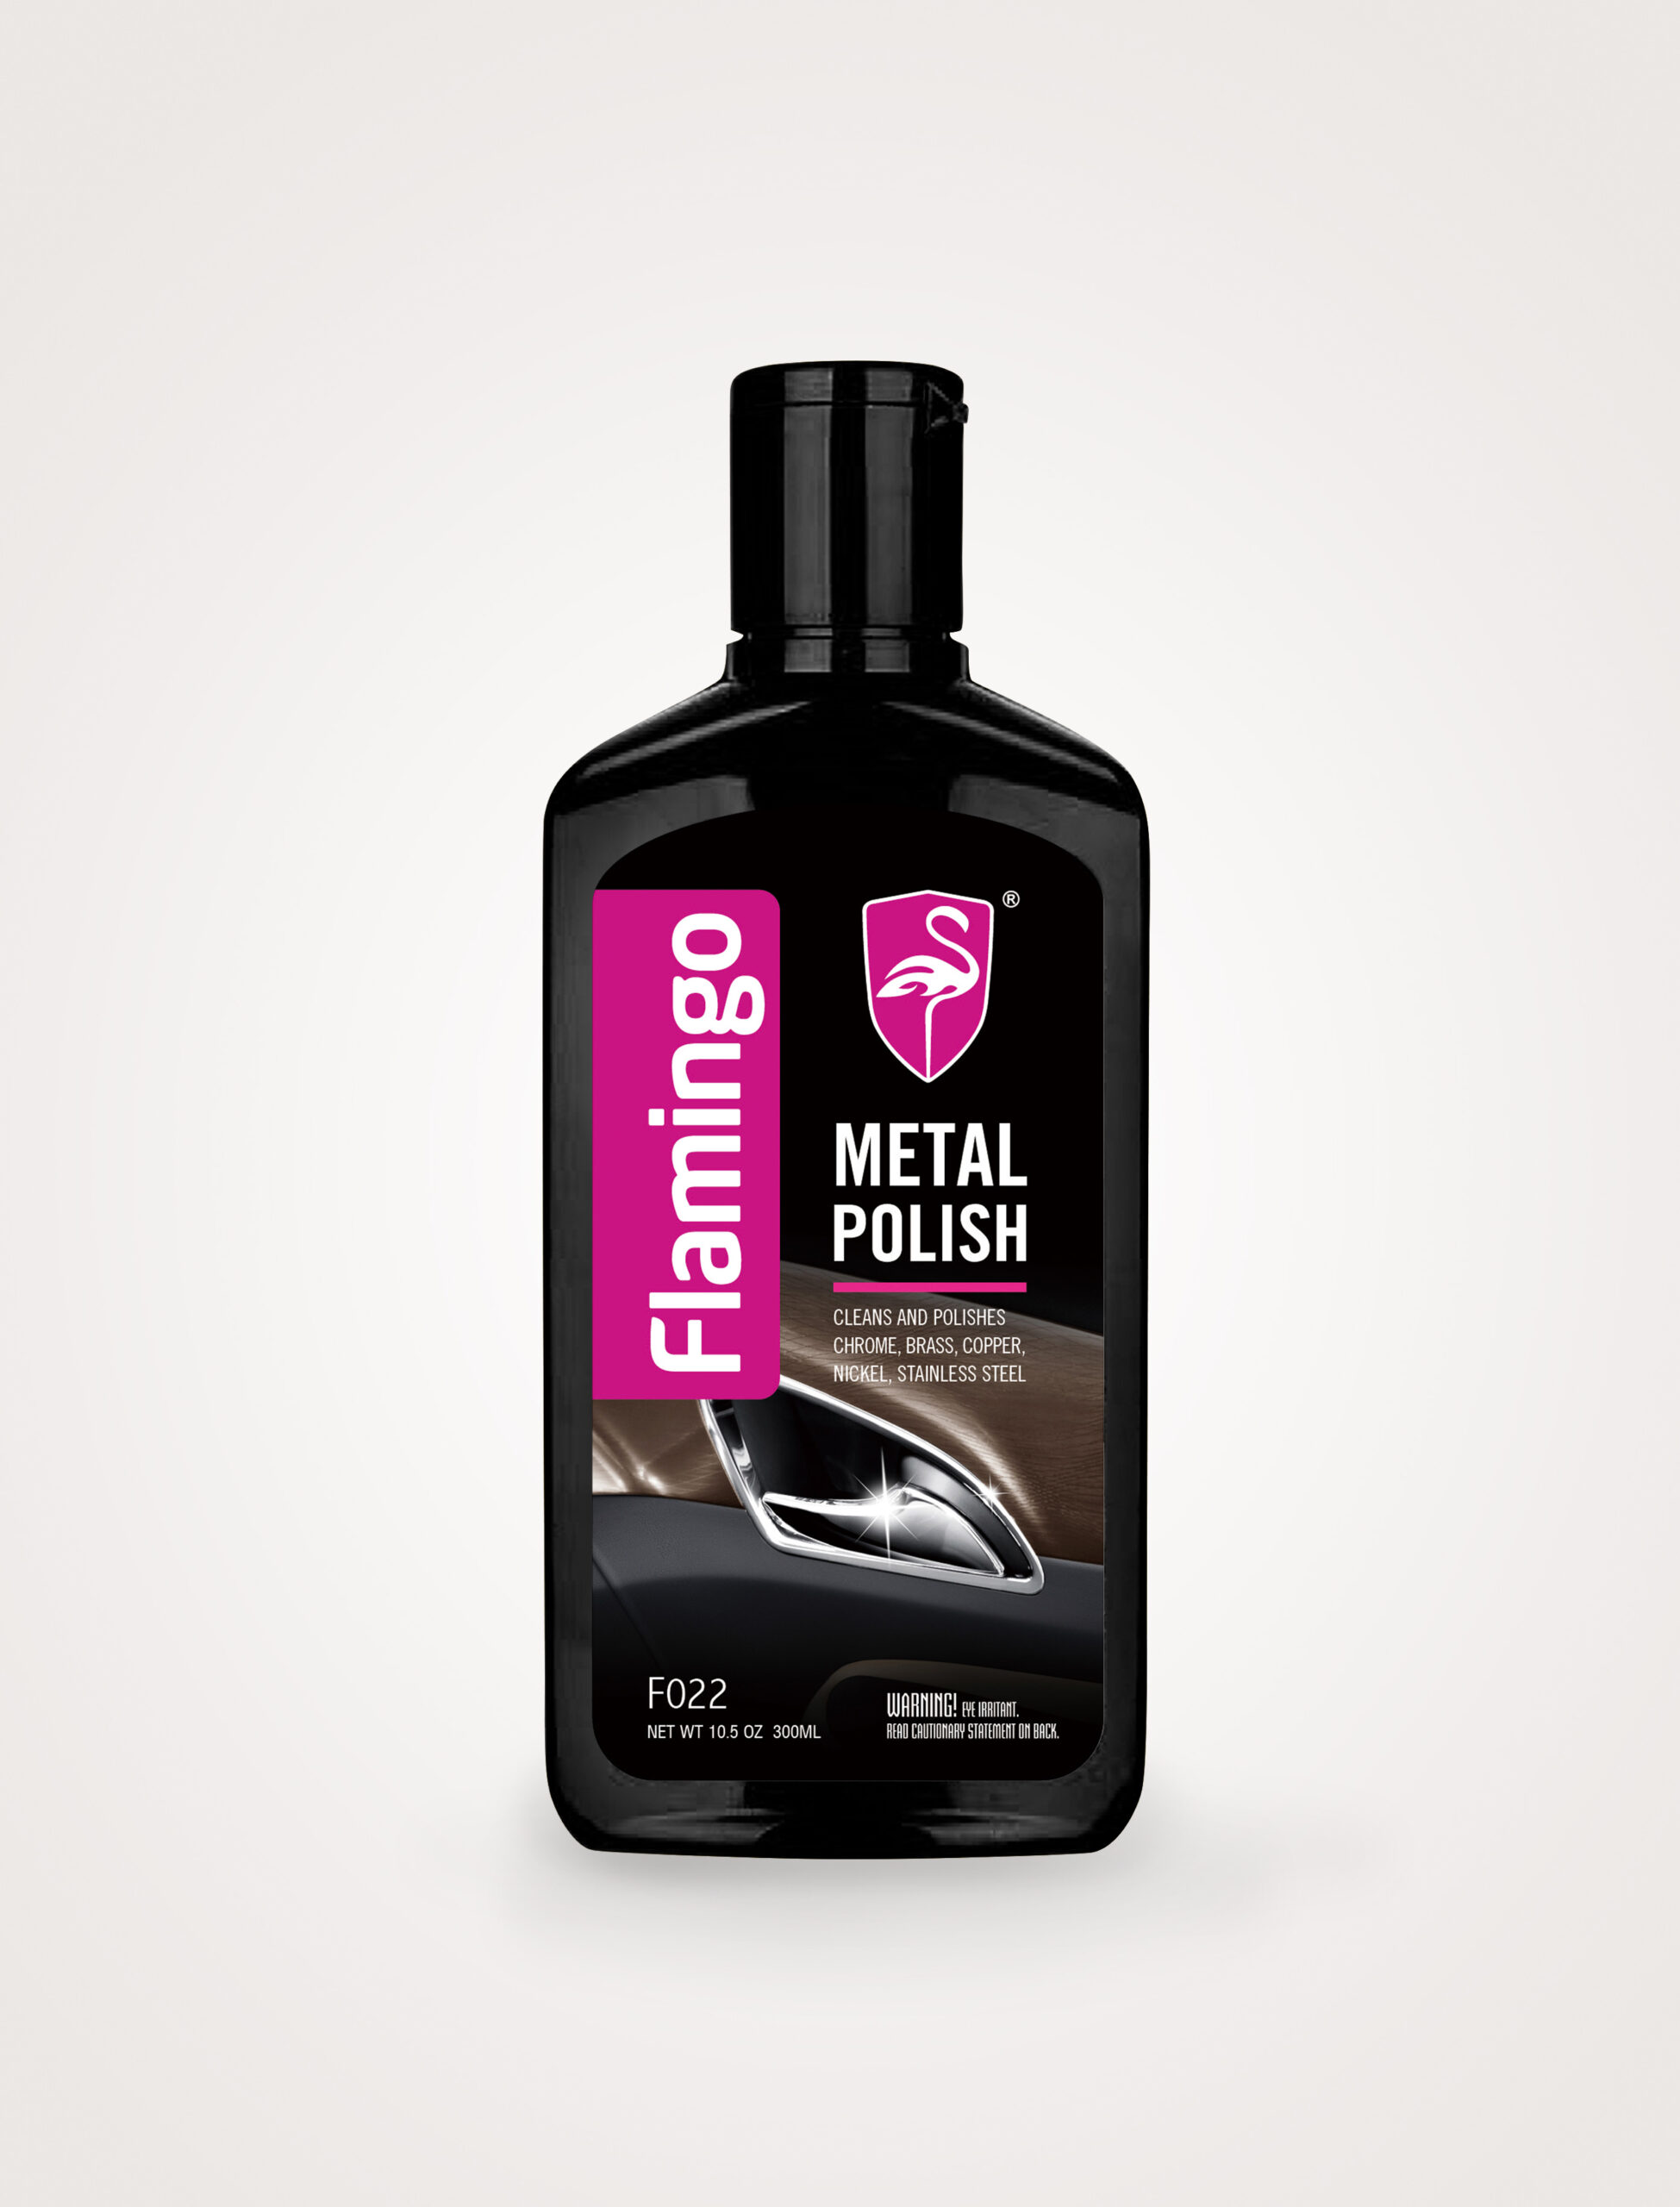 Flamingo
®
METAL
POLISH
CLEANS AND POLISHES
CHROME, BRASS, COPPER,
NICKEL, STAINLESS STEEL
F022
NET WT 10.5 OZ 300ML
WARNING! EYE IRRITANT.
READ CAUTIONARY STATEMENT ON BACK.